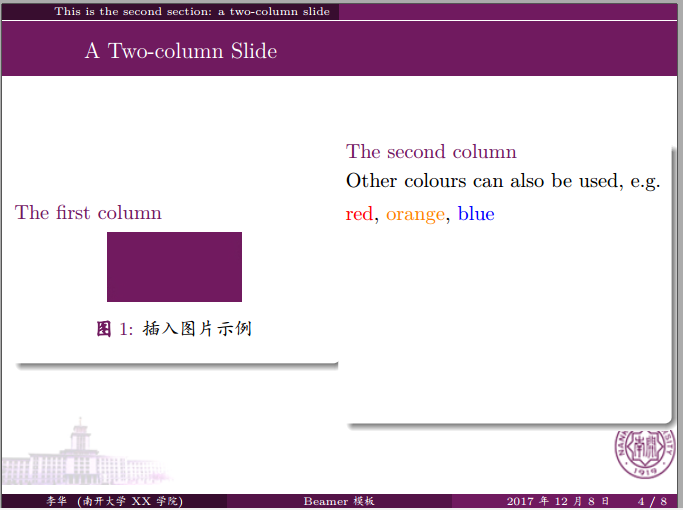 This is the second section: a two-column slide
A Two-column Slide
The first column
图 1: 插入图片示例
The second column
Other colours can also be used, e.g.
red, orange, blue
1919
李华 (南开大学 XX 学院)
Beamer 模板
2017 年 12 月 8 日
4 / 8